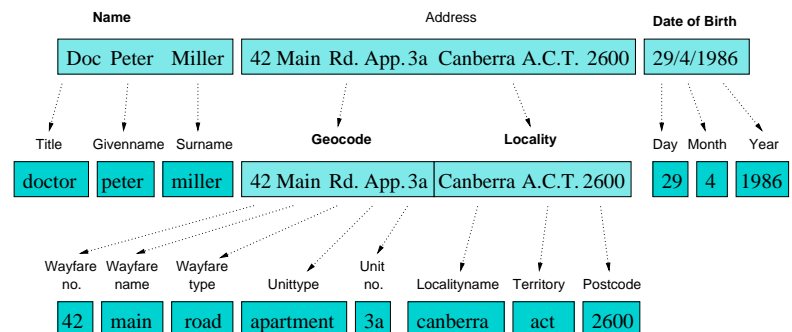 Name Address Date of Birth
Doc Peter Miller 42 Main Rd. App. 3a Canberra A.C.T. 2600 29/4/1986
Title Givenname Surname Geocode Locality Day Month Year
doctor peter miller 42 Main Rd. App. 3a Canberra A.C.T. 2600 29 4 1986
Wayfare no. Wayfare name Wayfare type Unittype Unit no. Localityname Territory Postcode
42 main road apartment 3a canberra act 2600